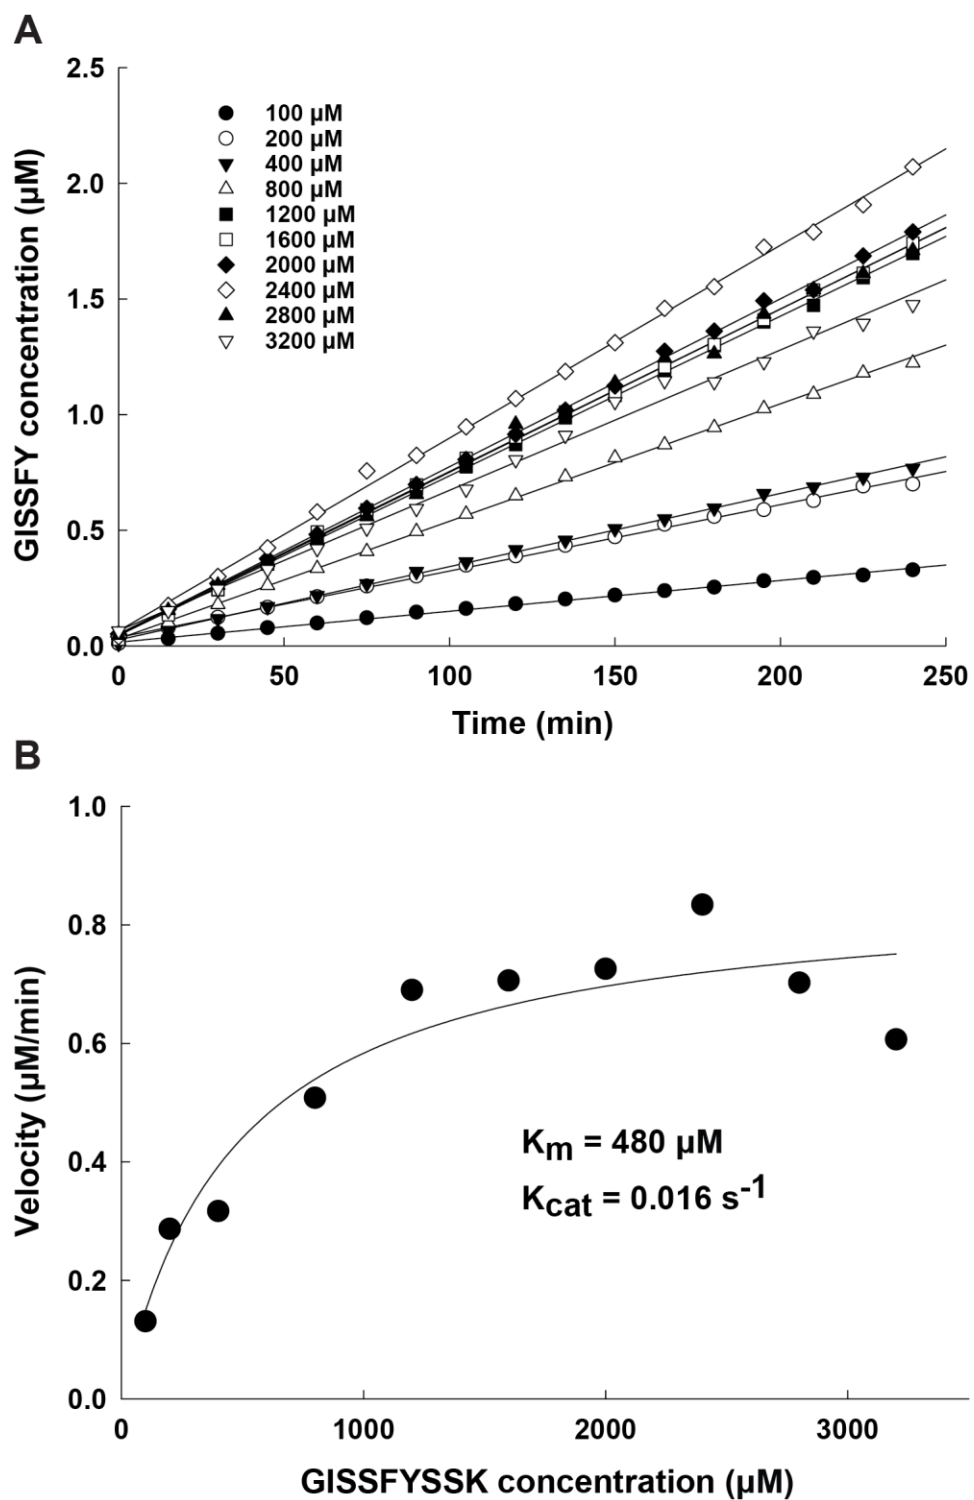 A
2.5
2.0
1.5
1.0
0.5
0.0
GISSFY concentration (µM)
100 µM
200 µM
400 µM
800 µM
1200 µM
1600 µM
2000 µM
2400 µM
2800 µM
3200 µM
0 50 100 150 200 250
Time (min)
B
1.0
0.8
0.6
0.4
0.2
0.0
Velocity (µM/min)
Km = 480 µM
Kcat = 0.016 s-1
0 1000 2000 3000
GISSFYSSK concentration (µM)